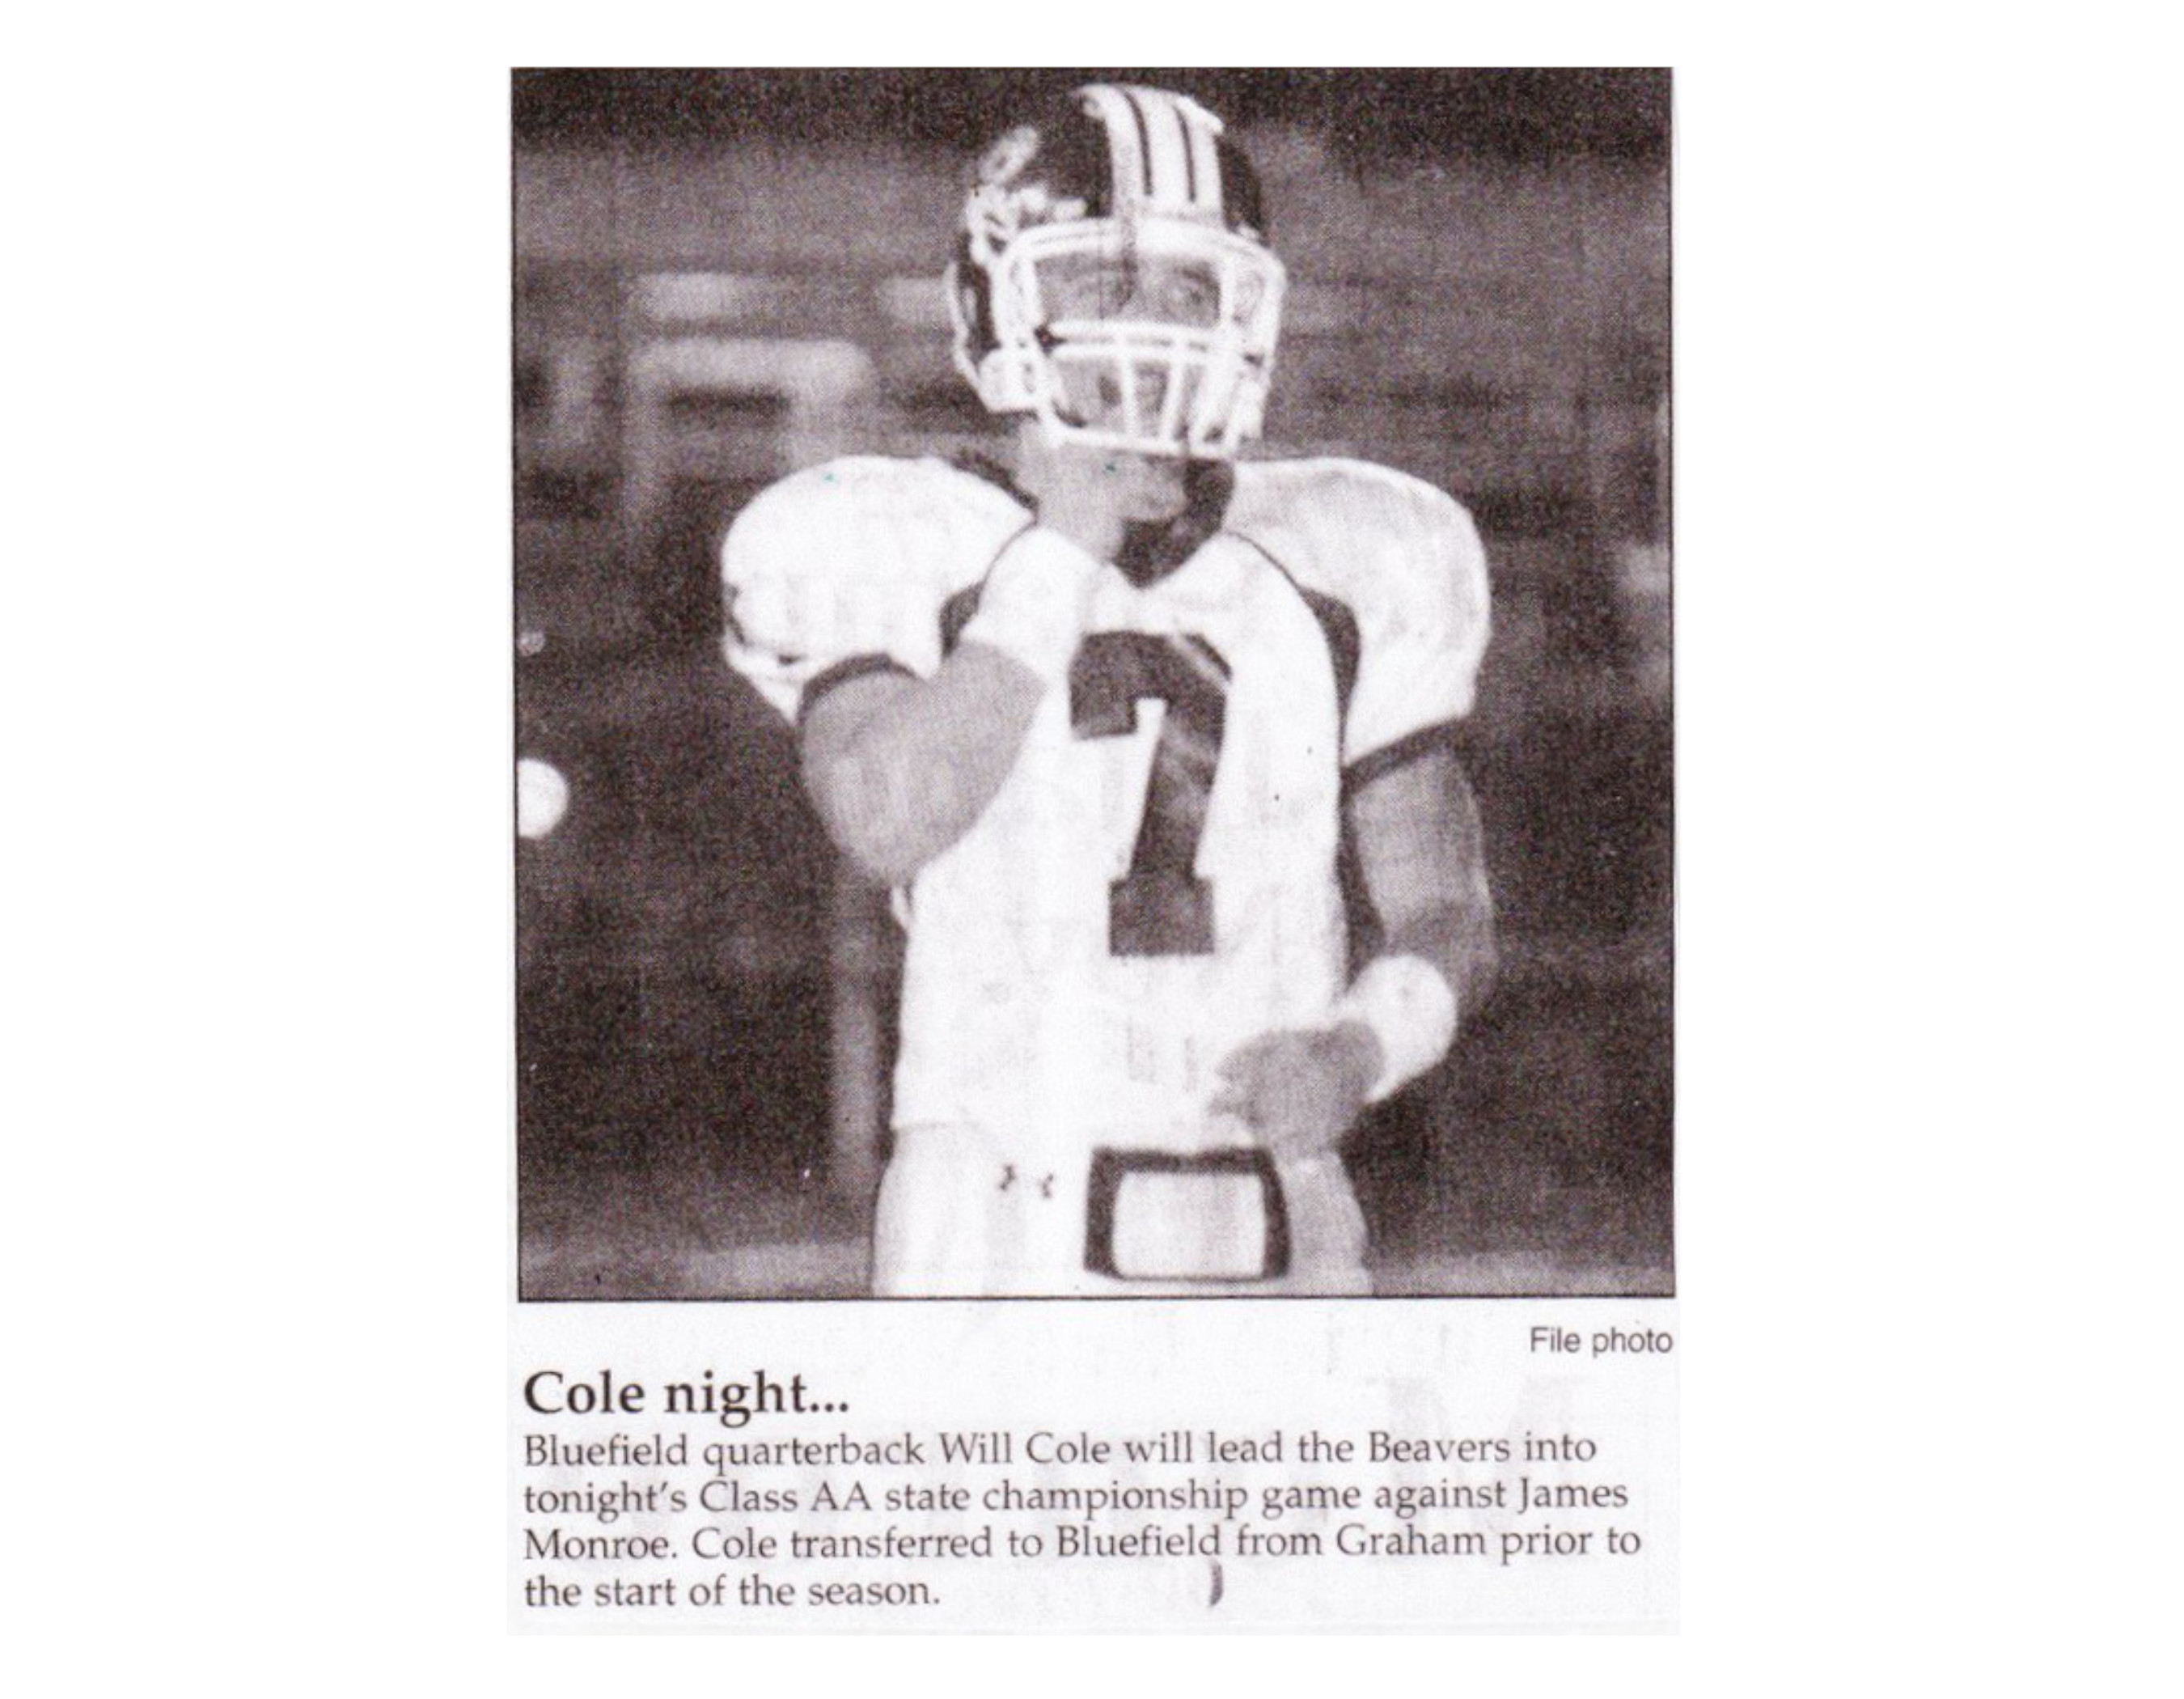 7
File photo
Cole night...
Bluefield quarterback Will Cole will lead the Beavers into
tonight's Class AA state championship game against James
Monroe. Cole transferred to Bluefield from Graham prior to
the start of the season.